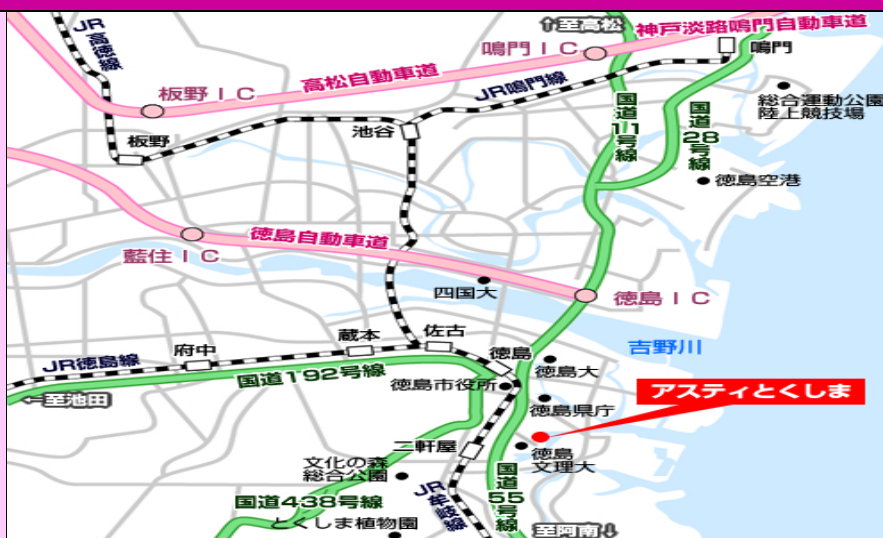 ↑至高松
神戸淡路鳴門自動車道
JR高徳線
鳴門IC
鳴門
高松自動車道
板野IC
JR鳴門線
総合運動公園
陸上競技場
国道11号線
国道28号線
板野
池谷
徳島空港
徳島自動車道
藍住IC
四国大
徳島IC
吉野川
JR徳島線
府中
蔵本
佐古
徳島
徳島大
国道192号線
徳島市役所
アスティとくしま
←至池田
徳島県庁
二軒屋
徳島
文理大
文化の森
総合公園
国道55号線
JR牟岐線
国道438号線
とくしま植物園
至阿南↓